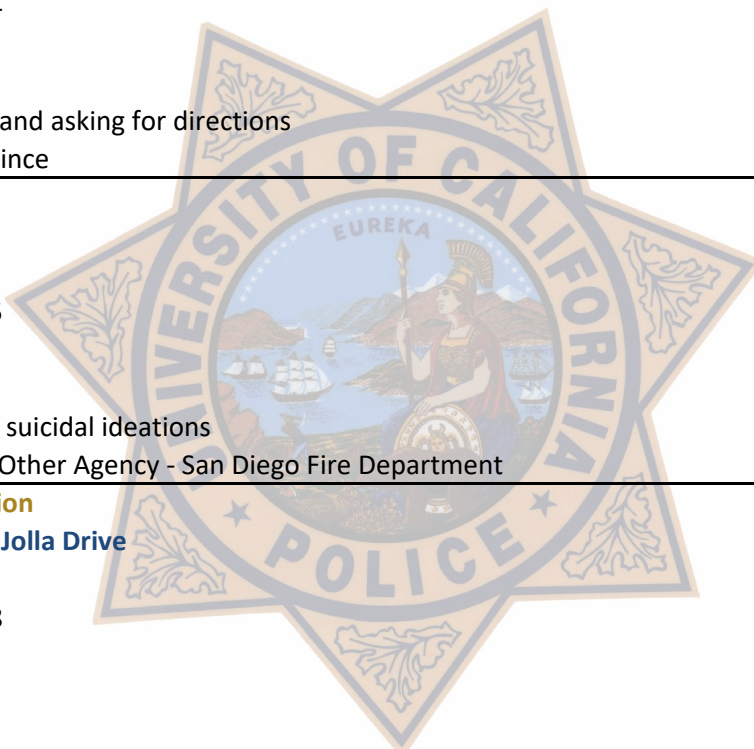 and asking for directions
ince
UNIVERSITY OF CALIFORNIA
EUREKA
suicidal ideations
Other Agency - San Diego Fire Department
ion
Jolla Drive
POLICE